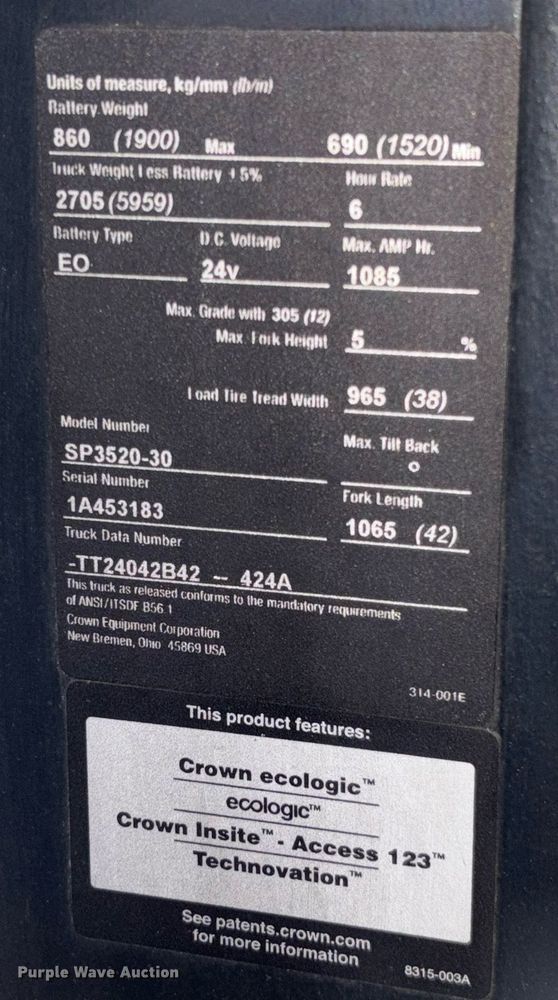 Units of measure, kg/mm (lb/in)
Battery Weight
860 (1900) Max 690 (1520) Min
Truck Weight Less Battery ± 5% Hour Rate
2705 (5959) 6
Battery Type D.C. Voltage Max. AMP Hr.
EO 24v 1085
Max. Grade with 305 (12)
Max Fork Height 5 %
Load Tire Tread Width 965 (38)
Model Number Max. Tilt Back
SP3520-30 °
Serial Number Fork Length
1A453183 1065 (42)
Truck Data Number
-TT24042B42 -- 424A
This truck as released conforms to the mandatory requirements
of ANSI/ITSDF B56.1
Crown Equipment Corporation
New Bremen, Ohio 45869 USA
314-001E
This product features:
Crown ecologic™
ecologic™
Crown Insite™ - Access 123™
Technovation™
See patents.crown.com
for more information
8315-003A
Purple Wave Auction